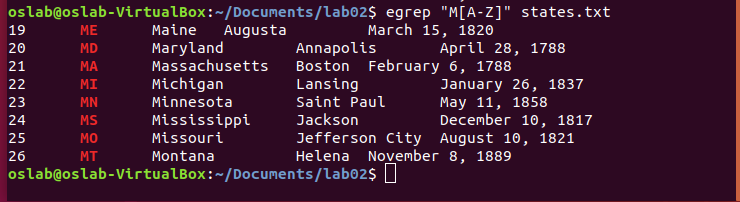 oslab@oslab-VirtualBox:~/Documents/lab02$ egrep "M[A-Z]" states.txt
19 ME Maine Augusta March 15, 1820
20 MD Maryland Annapolis April 28, 1788
21 MA Massachusetts Boston February 6, 1788
22 MI Michigan Lansing January 26, 1837
23 MN Minnesota Saint Paul May 11, 1858
24 MS Mississippi Jackson December 10, 1817
25 MO Missouri Jefferson City August 10, 1821
26 MT Montana Helena November 8, 1889
oslab@oslab-VirtualBox:~/Documents/lab02$